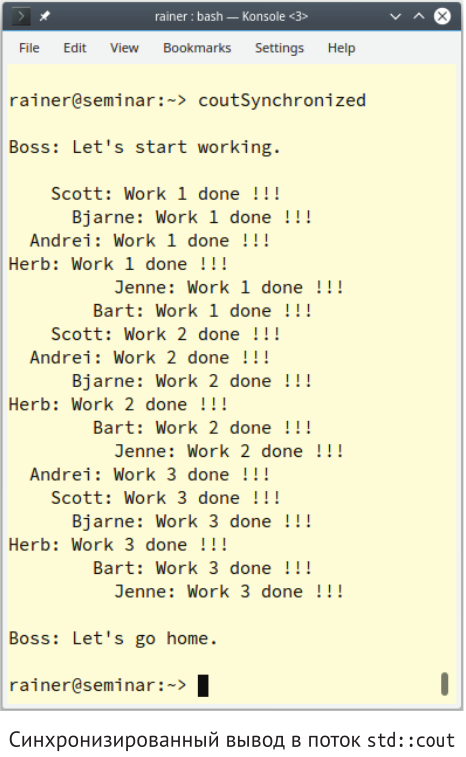 rainer : bash — Konsole <3>
File Edit View Bookmarks Settings Help
rainer@seminar:~> coutSynchronized
Boss: Let's start working.
    Scott: Work 1 done !!!
      Bjarne: Work 1 done !!!
  Andrei: Work 1 done !!!
Herb: Work 1 done !!!
          Jenne: Work 1 done !!!
        Bart: Work 1 done !!!
    Scott: Work 2 done !!!
  Andrei: Work 2 done !!!
      Bjarne: Work 2 done !!!
Herb: Work 2 done !!!
        Bart: Work 2 done !!!
          Jenne: Work 2 done !!!
  Andrei: Work 3 done !!!
    Scott: Work 3 done !!!
      Bjarne: Work 3 done !!!
Herb: Work 3 done !!!
        Bart: Work 3 done !!!
          Jenne: Work 3 done !!!
Boss: Let's go home.
rainer@seminar:~>
Синхронизированный вывод в поток std::cout